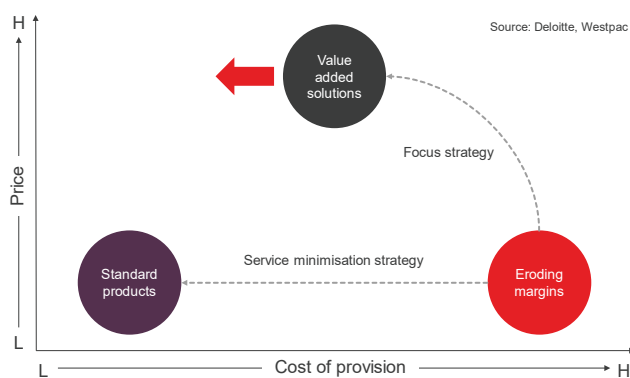 H
Source: Deloitte, Westpac
Value
added
solutions
Focus strategy
Price
Service minimisation strategy
Standard
products
Eroding
margins
L
L
Cost of provision
H